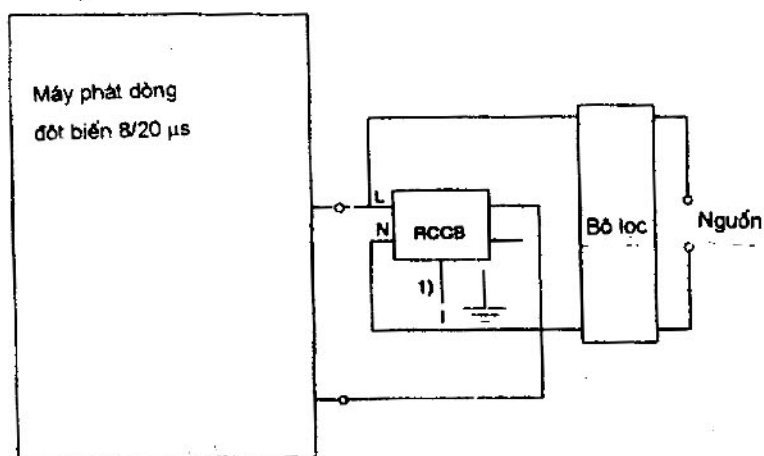 Máy phát dòng
đột biến 8/20 µs
L
N
RCCB
1)
Bộ lọc
Nguồn